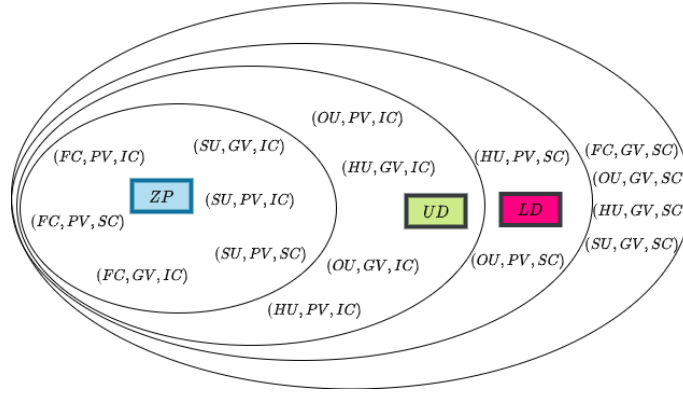 (OU, PV, IC)
(SU, GV, IC)
(FC, PV, IC)
(HU, GV, IC)
(HU, PV, SC)
(FC, GV, SC)
(OU, GV, SC
ZP
(SU, PV, IC)
UD
LD
(HU, GV, SC
(FC, PV, SC)
(SU, GV, SC)
(SU, PV, SC)
(OU, GV, IC)
(OU, PV, SC)
(FC, GV, IC)
(HU, PV, IC)